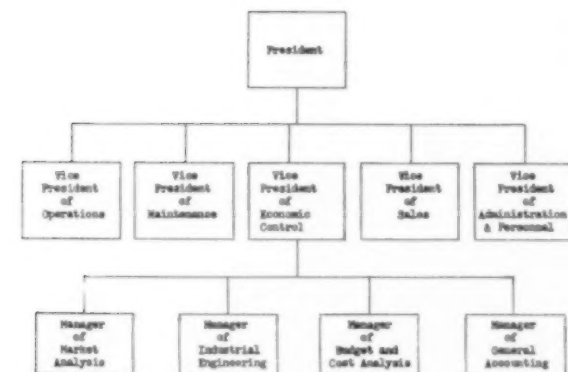 President
Vice
President
of
Operations
Vice
President
of
Maintenance
Vice
President
of
Economic
Control
Vice
President
of
Sales
Vice
President
of
Administration
& Personnel
Manager
of
Market
Analysis
Manager
of
Industrial
Engineering
Manager
of
Budget and
Cost Analysis
Manager
of
General
Accounting